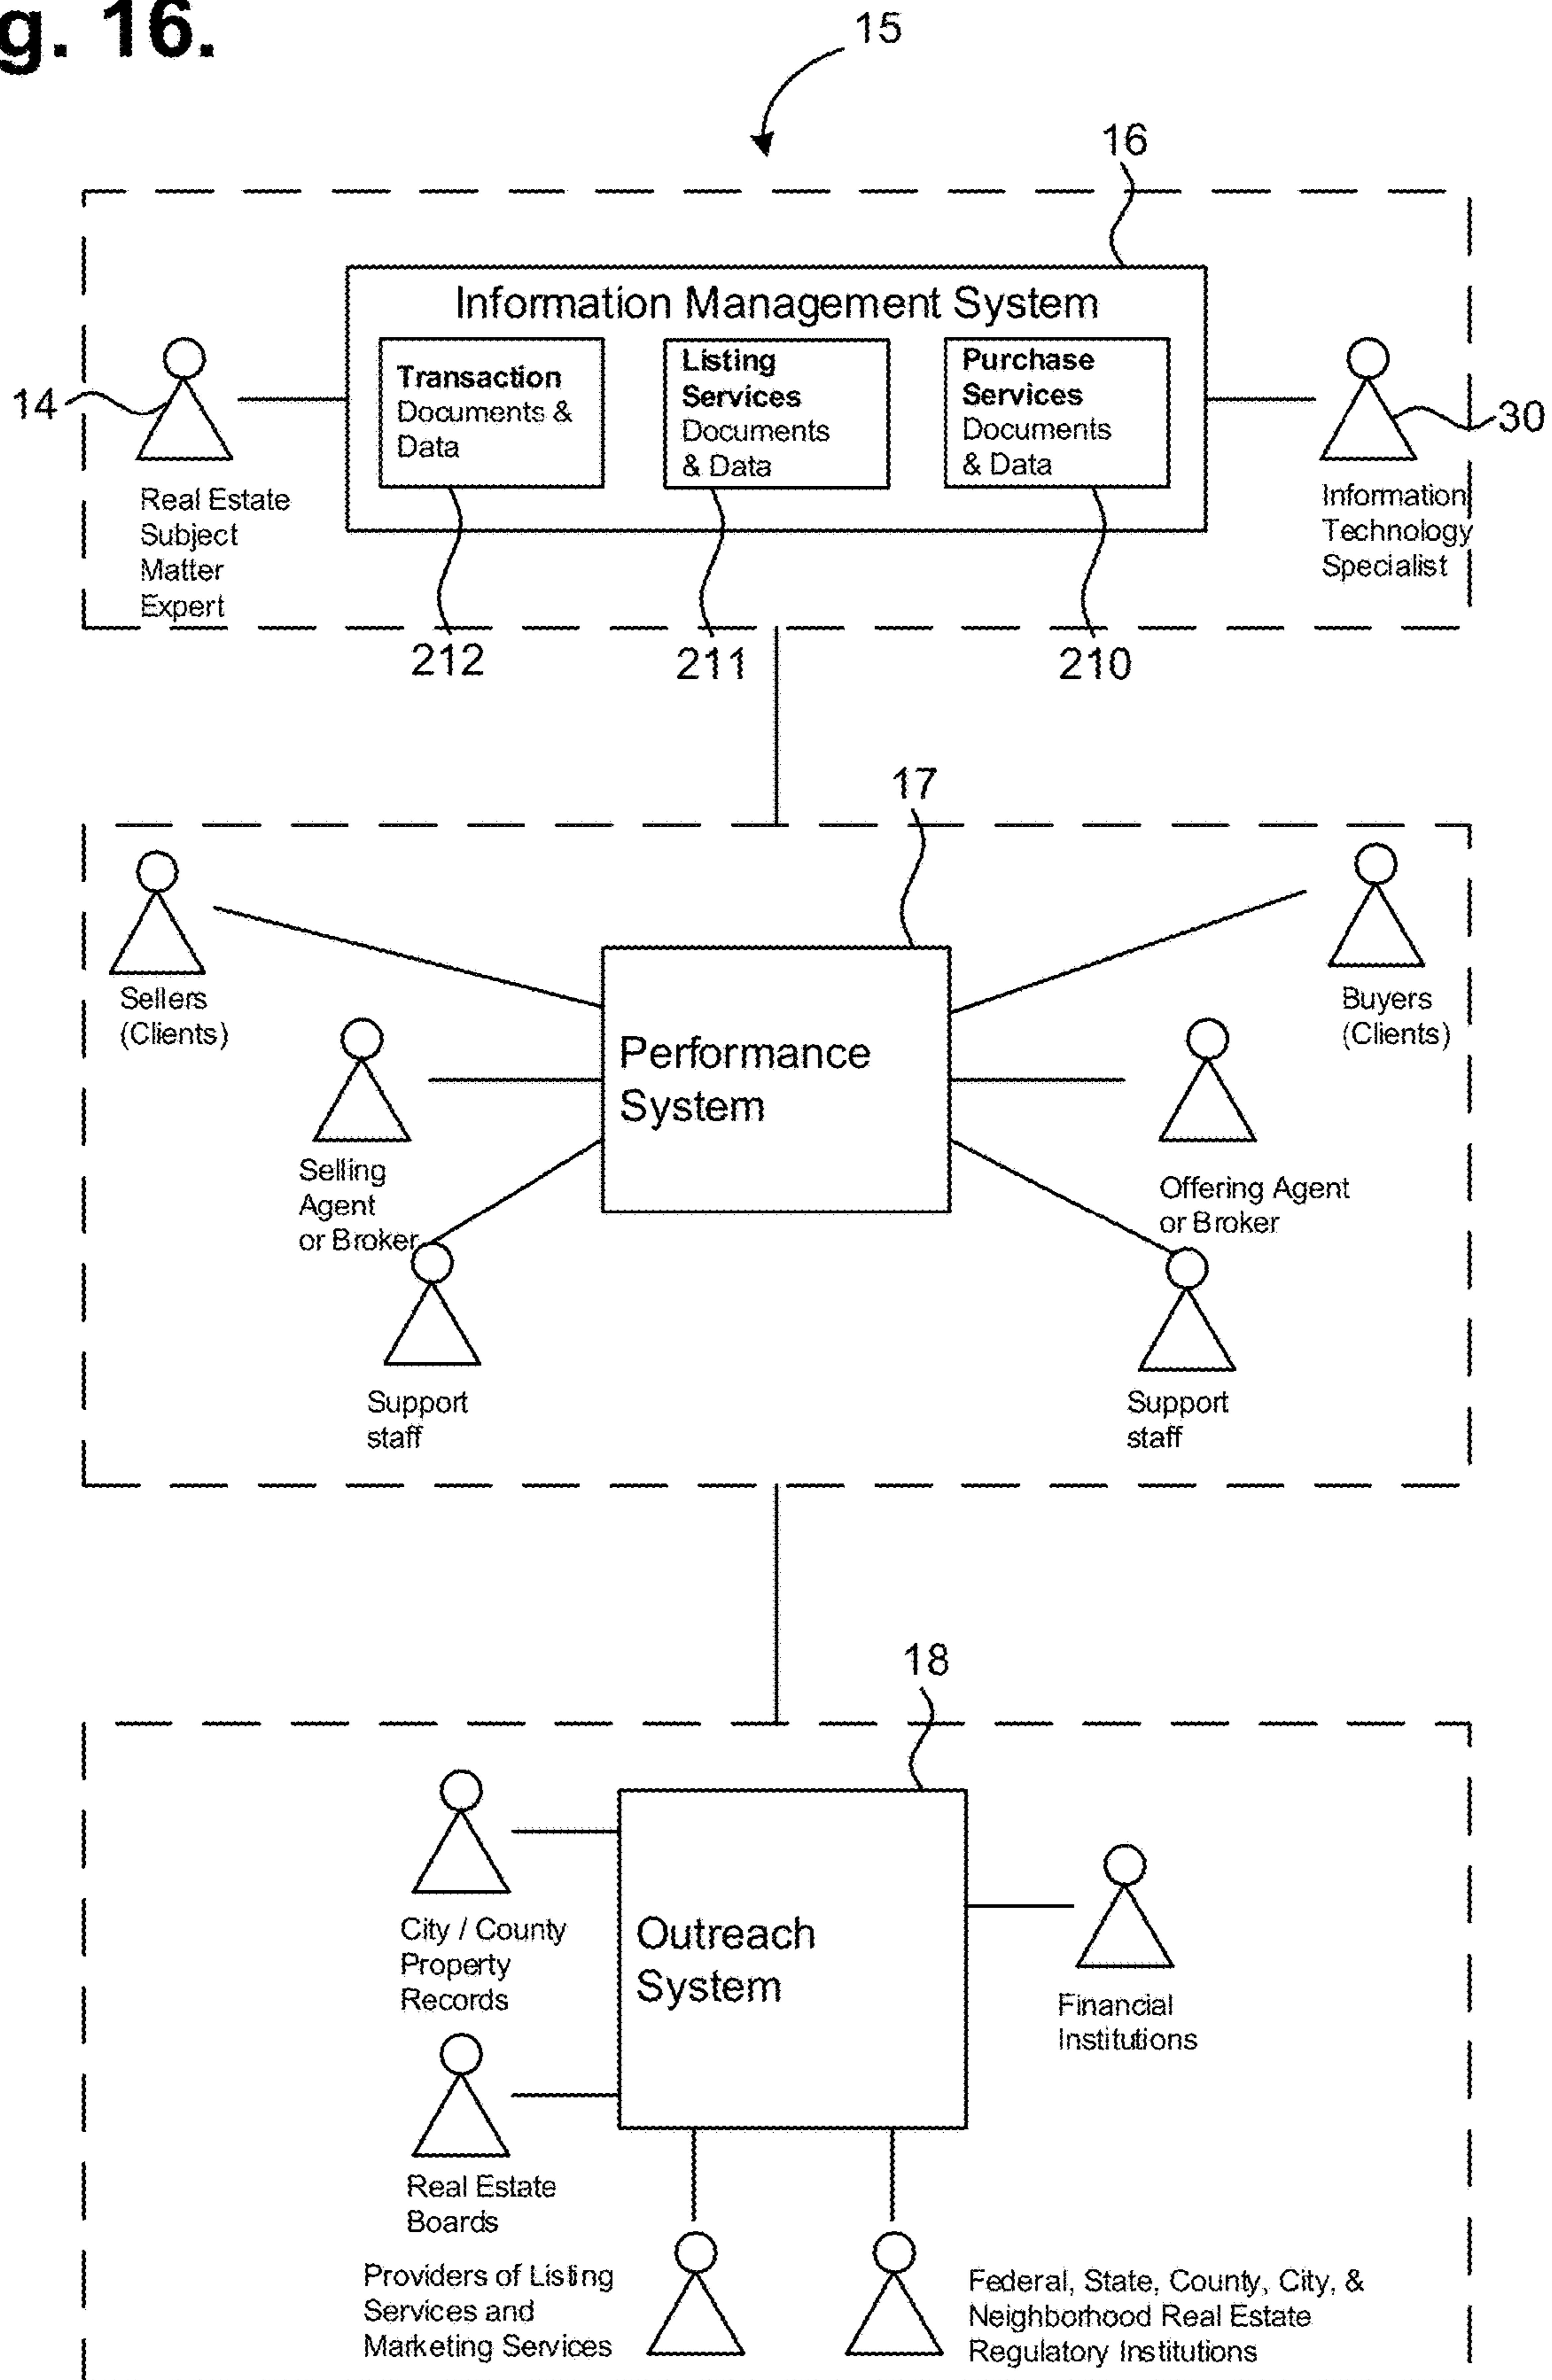 g. 16.
15
16
Information Management System
Transaction
Documents &
Data
Listing
Services
Documents
& Data
Purchase
Services
Documents
& Data
14
30
Real Estate
Subject
Matter
Expert
Information
Technology
Specialist
212
211
210
17
Sellers
(Clients)
Buyers
(Clients)
Performance
System
Selling
Agent
or Broker
Offering Agent
or Broker
Support
staff
Support
staff
18
City / County
Property
Records
Outreach
System
Financial
Institutions
Real Estate
Boards
Providers of Listing
Services and
Marketing Services
Federal, State, County, City, &
Neighborhood Real Estate
Regulatory Institutions